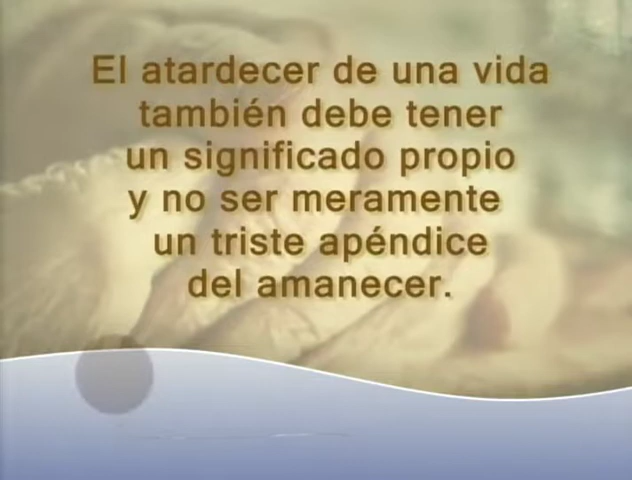 El atardecer de una vida
también debe tener
un significado propio
y no ser meramente
un triste apéndice
del amanecer.